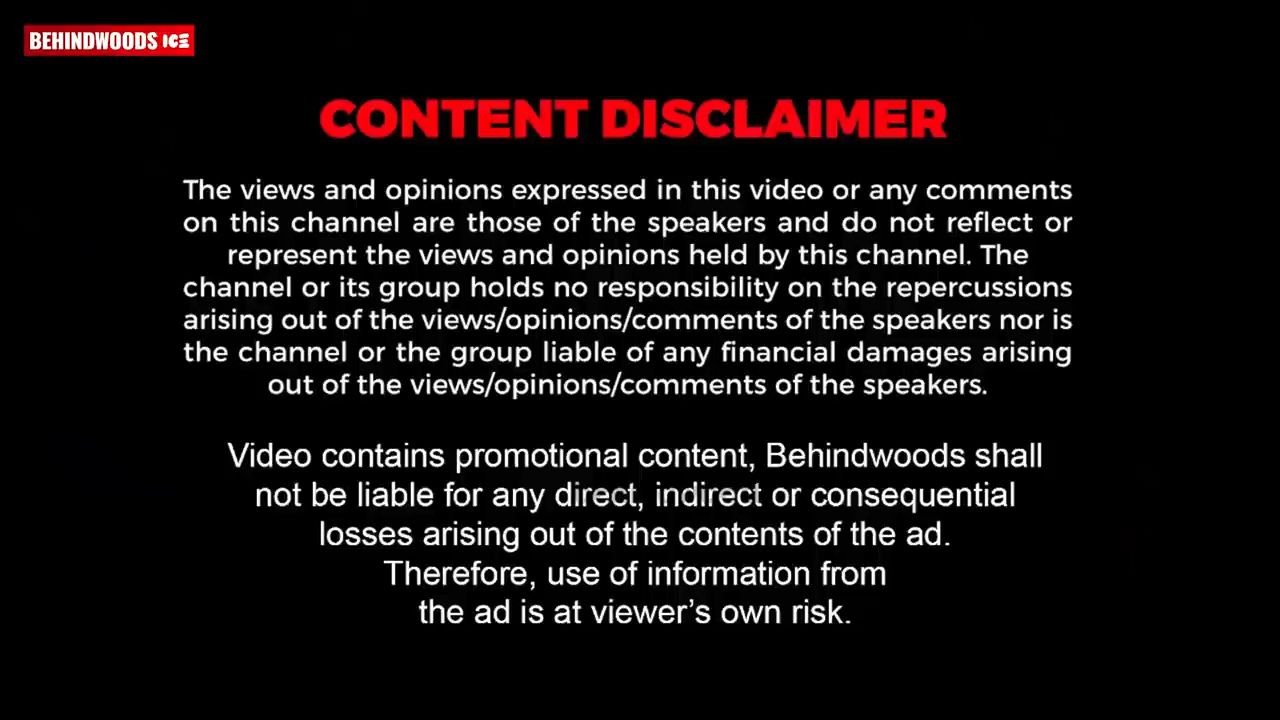 BEHINDWOODS ICE
CONTENT DISCLAIMER
The views and opinions expressed in this video or any comments
on this channel are those of the speakers and do not reflect or
represent the views and opinions held by this channel. The
channel or its group holds no responsibility on the repercussions
arising out of the views/opinions/comments of the speakers nor is
the channel or the group liable of any financial damages arising
out of the views/opinions/comments of the speakers.
Video contains promotional content, Behindwoods shall
not be liable for any direct, indirect or consequential
losses arising out of the contents of the ad.
Therefore, use of information from
the ad is at viewer’s own risk.